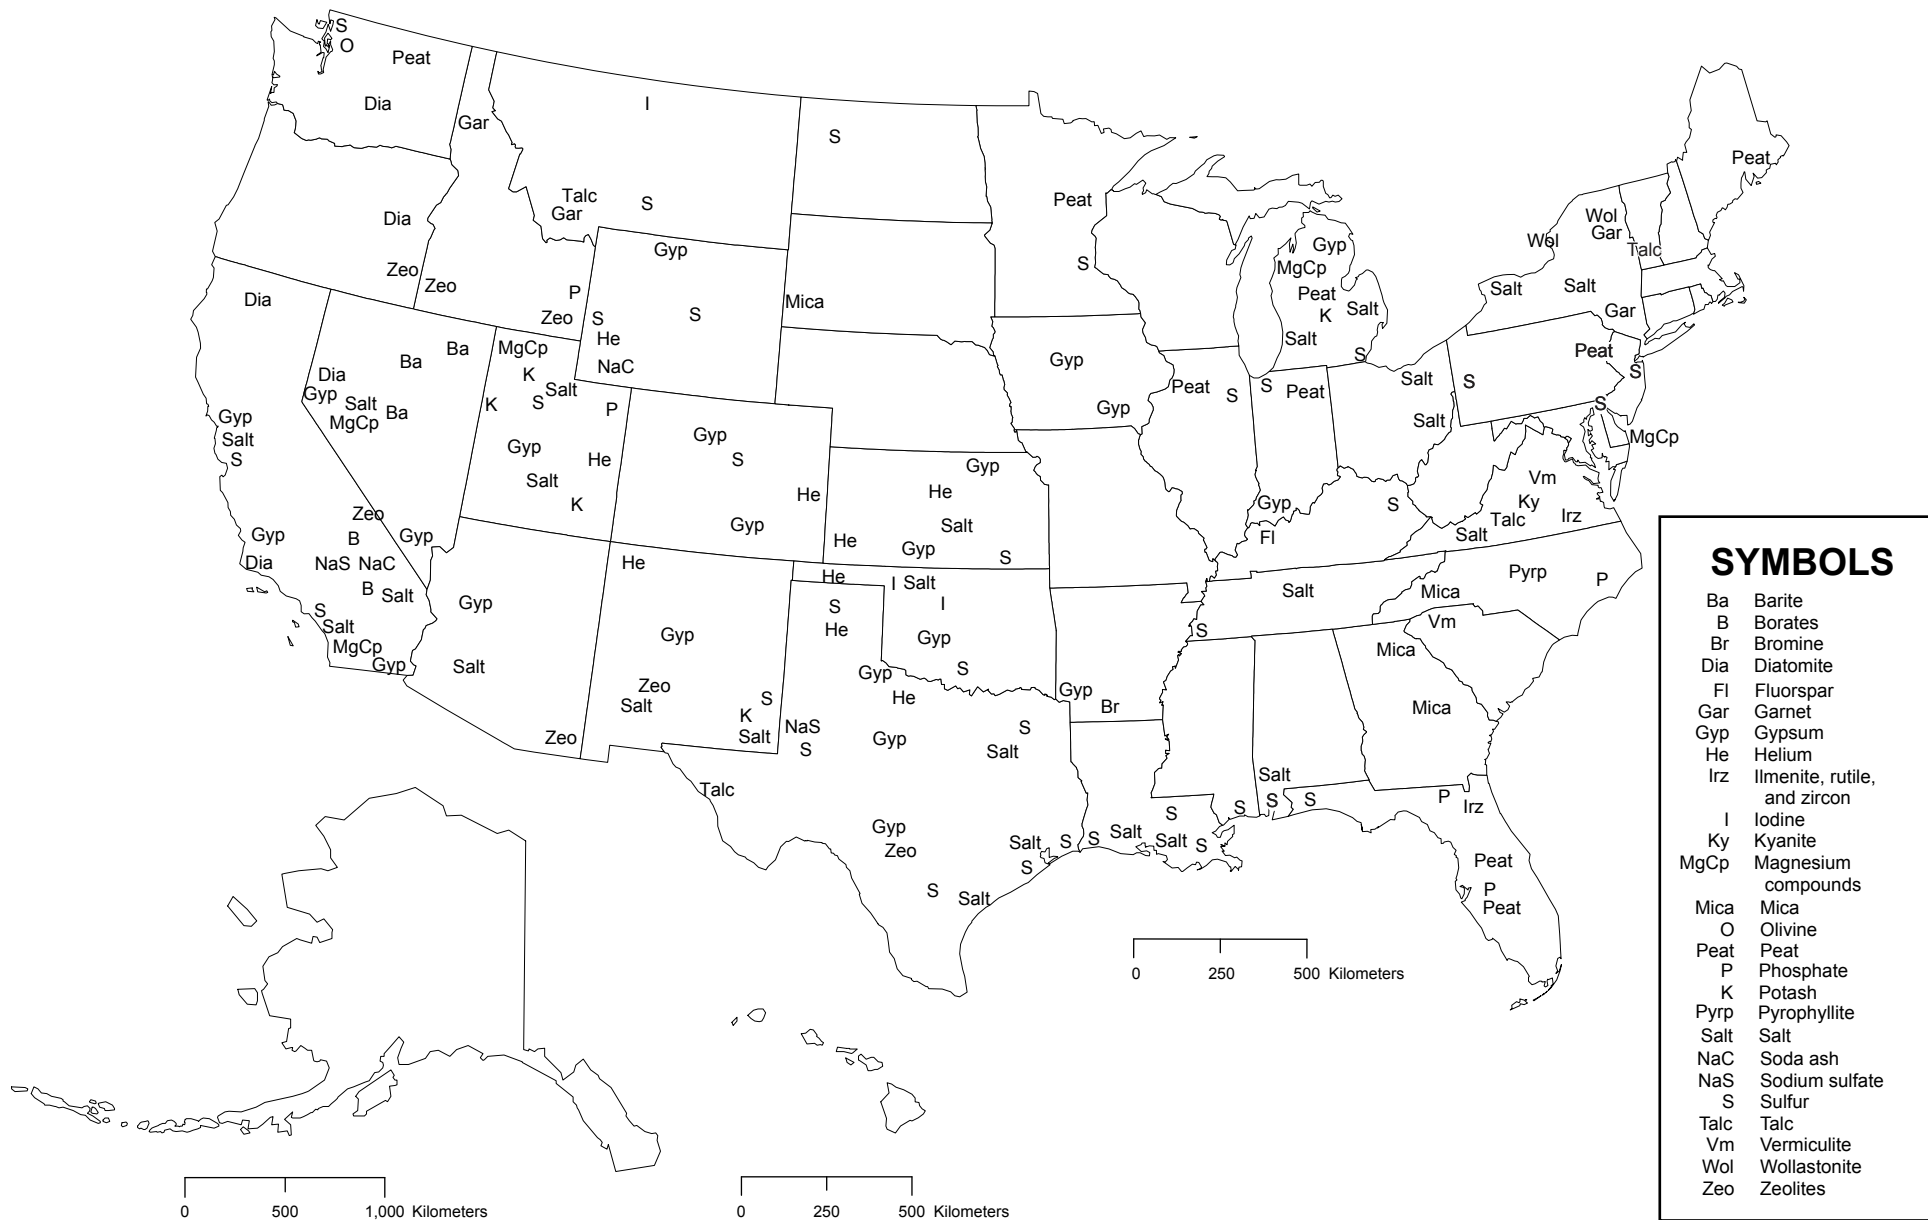 S
O
Peat
Dia
Gar
I
S
Talc
Gar
S
Dia
Zeo
Zeo
P
Zeo
Gyp
S
S
He
NaC
Mica
Peat
S
Gyp
Gyp
Peat
Wol
Gar
Wol
Talc
Salt
Salt
Gar
Gyp
MgCp
Peat
K
Salt
Salt
S
Dia
Ba
Ba
Dia
Gyp
Salt
Ba
MgCp
MgCp
K
Salt
K
S
P
Gyp
He
Salt
K
Gyp
Salt
S
Gyp
Dia
Zeo
B
Gyp
NaS
NaC
B
Salt
S
Salt
MgCp
Gyp
Gyp
S
He
Gyp
Gyp
He
He
Salt
Gyp
S
Peat
S
S
Peat
Gyp
Fl
S
Salt
Salt
S
Peat
S
S
MgCp
Vm
Ky
Talc
Irz
Salt
Gyp
Salt
Zeo
He
Gyp
Zeo
Salt
S
K
Salt
He
S
He
I
Salt
I
Gyp
S
Gyp
He
NaS
S
Gyp
S
Salt
Talc
Gyp
Zeo
Salt
S
S
S
Salt
Gyp
Br
S
Salt
Salt
S
S
Salt
Mica
Pyrp
P
Vm
Mica
Mica
Salt
S
S
S
P
Irz
Peat
P
Peat
S
0 250 500 Kilometers
0 500 1,000 Kilometers
0 250 500 Kilometers
SYMBOLS
Ba Barite
B Borates
Br Bromine
Dia Diatomite
Fl Fluorspar
Gar Garnet
Gyp Gypsum
He Helium
Irz Ilmenite, rutile,
and zircon
I Iodine
Ky Kyanite
MgCp Magnesium
compounds
Mica Mica
O Olivine
Peat Peat
P Phosphate
K Potash
Pyrp Pyrophyllite
Salt Salt
NaC Soda ash
NaS Sodium sulfate
S Sulfur
Talc Talc
Vm Vermiculite
Wol Wollastonite
Zeo Zeolites